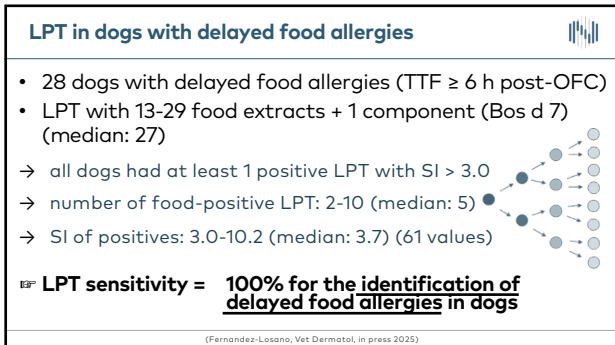 LPT in dogs with delayed food allergies
• 28 dogs with delayed food allergies (TTF ≥ 6 h post-OFC)
• LPT with 13-29 food extracts + 1 component (Bos d 7)
(median: 27)
→ all dogs had at least 1 positive LPT with SI > 3.0
→ number of food-positive LPT: 2-10 (median: 5)
→ SI of positives: 3.0-10.2 (median: 3.7) (61 values)
☞ LPT sensitivity = 100% for the identification of
delayed food allergies in dogs
(Fernandez-Losano, Vet Dermatol, in press 2025)